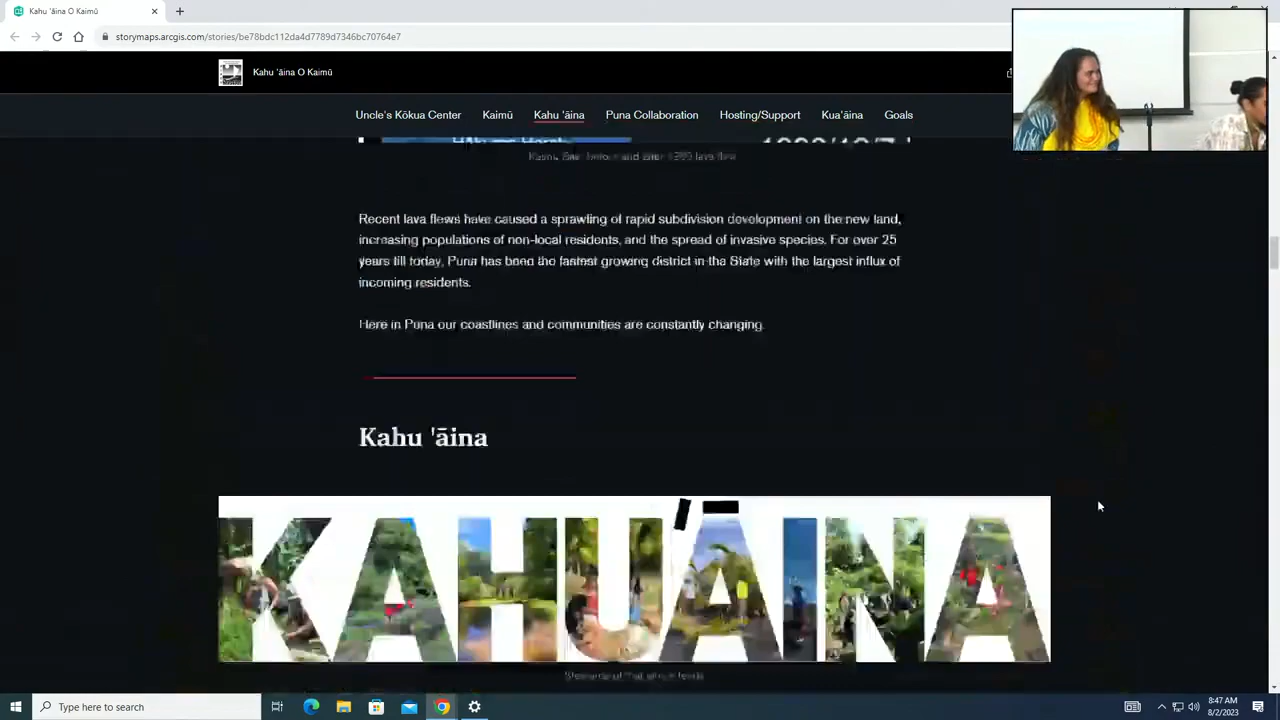 Kahu ʻāina O Kaimū
storymaps.arcgis.com/stories/be78bdc112da4d7789d7346bc70764e7
Kahu ʻāina O Kaimū
Uncle's Kōkua Center Kaimū Kahu ʻāina Puna Collaboration Hosting/Support Kuaʻāina Goals
Recent lava flows have caused a sprawling of rapid subdivision development on the new land,
increasing populations of non-local residents, and the spread of invasive species. For over 25
years till today, Puna has been the fastest growing district in the State with the largest influx of
incoming residents.
Here in Puna our coastlines and communities are constantly changing.
Kahu 'āina
KAHUʻĀINA
Type here to search
8:47 AM
8/2/2023